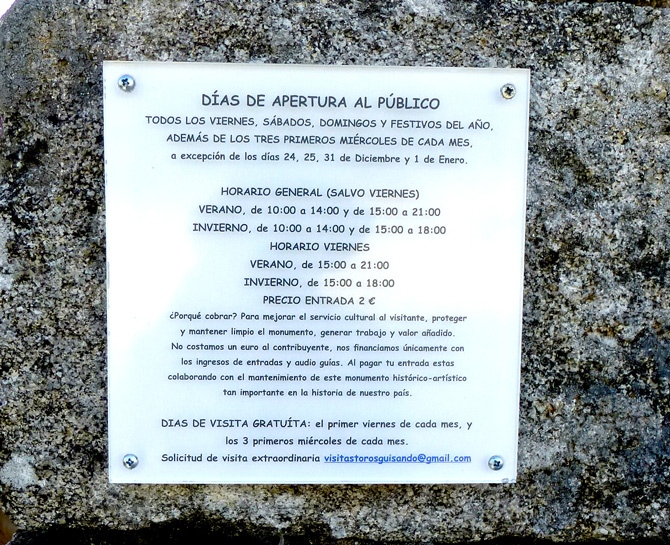 DÍAS DE APERTURA AL PÚBLICO
TODOS LOS VIERNES, SÁBADOS, DOMINGOS Y FESTIVOS DEL AÑO,
ADEMÁS DE LOS TRES PRIMEROS MIÉRCOLES DE CADA MES,
a excepción de los días 24, 25, 31 de Diciembre y 1 de Enero.
HORARIO GENERAL (SALVO VIERNES)
VERANO, de 10:00 a 14:00 y de 15:00 a 21:00
INVIERNO, de 10:00 a 14:00 y de 15:00 a 18:00
HORARIO VIERNES
VERANO, de 15:00 a 21:00
INVIERNO, de 15:00 a 18:00
PRECIO ENTRADA 2 €
¿Porqué cobrar? Para mejorar el servicio cultural al visitante, proteger
y mantener limpio el monumento, generar trabajo y valor añadido.
No costamos un euro al contribuyente, nos financiamos únicamente con
los ingresos de entradas y audio guías. Al pagar tu entrada estas
colaborando con el mantenimiento de este monumento histórico-artístico
tan importante en la historia de nuestro país.
DIAS DE VISITA GRATUÍTA: el primer viernes de cada mes, y
los 3 primeros miércoles de cada mes.
Solicitud de visita extraordinaria visitastorosguisando@gmail.com